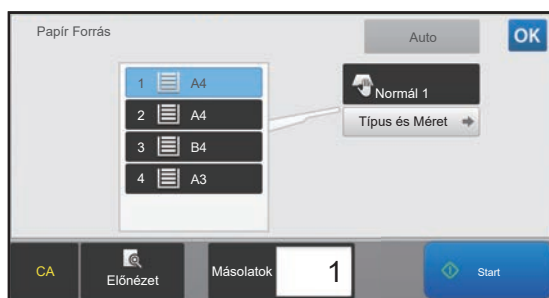 Papír Forrás
Auto
OK
1 A4
2 A4
3 B4
4 A3
Normál 1
Típus és Méret
CA
Előnézet
Másolatok
1
Start